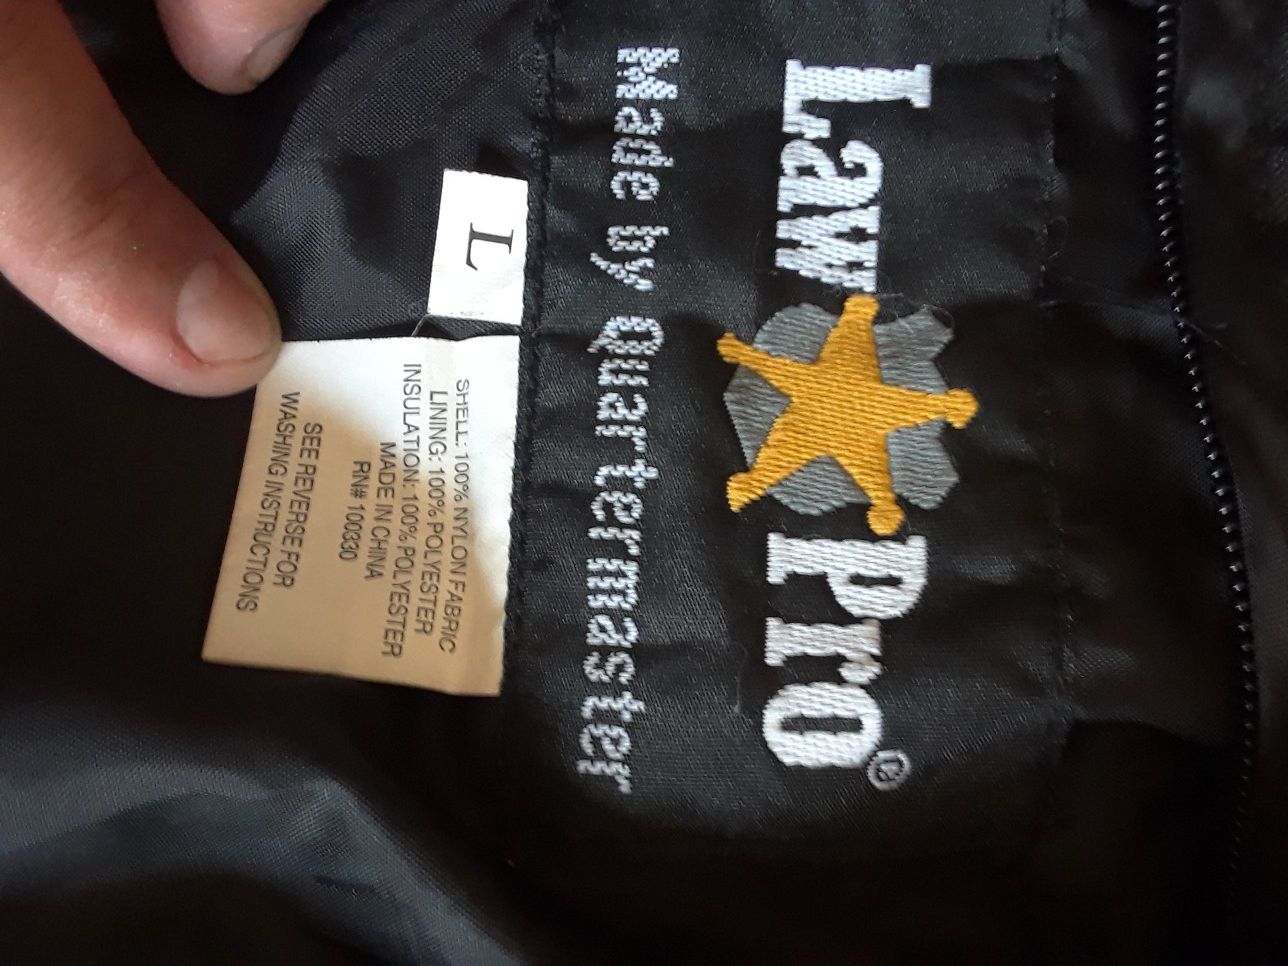 Law Pro®
Made by Quartermaster
L
SHELL: 100% NYLON FABRIC
LINING: 100% POLYESTER
INSULATION: 100% POLYESTER
MADE IN CHINA
RN# 100330
SEE REVERSE FOR
WASHING INSTRUCTIONS